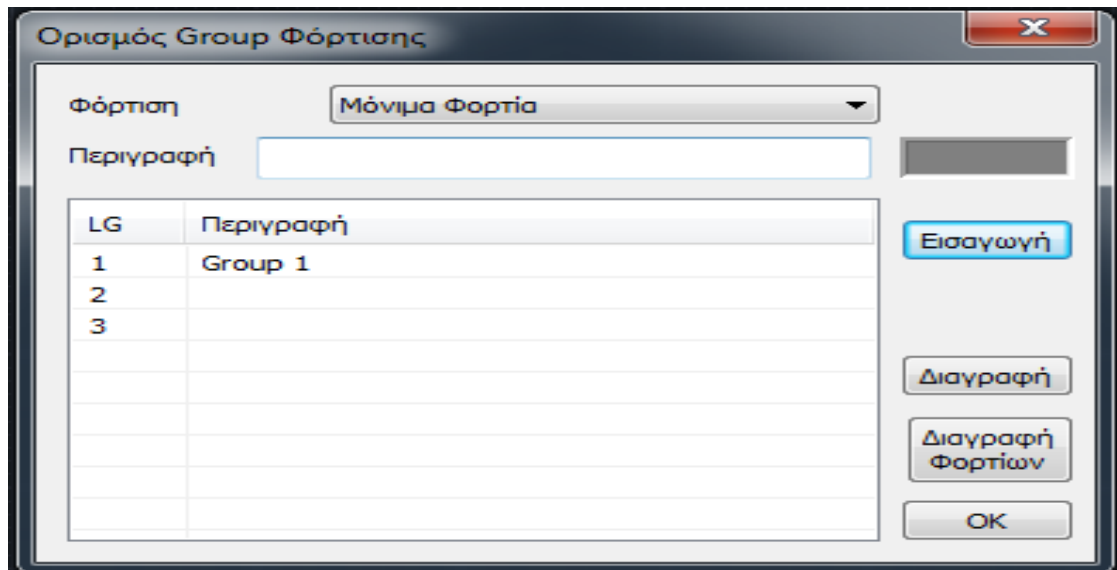 Ορισμός Group Φόρτισης
Φόρτιση Μόνιμα Φορτία
Περιγραφή
LG Περιγραφή
Εισαγωγή
1 Group 1
2
3
Διαγραφή
Διαγραφή
Φορτίων
OK